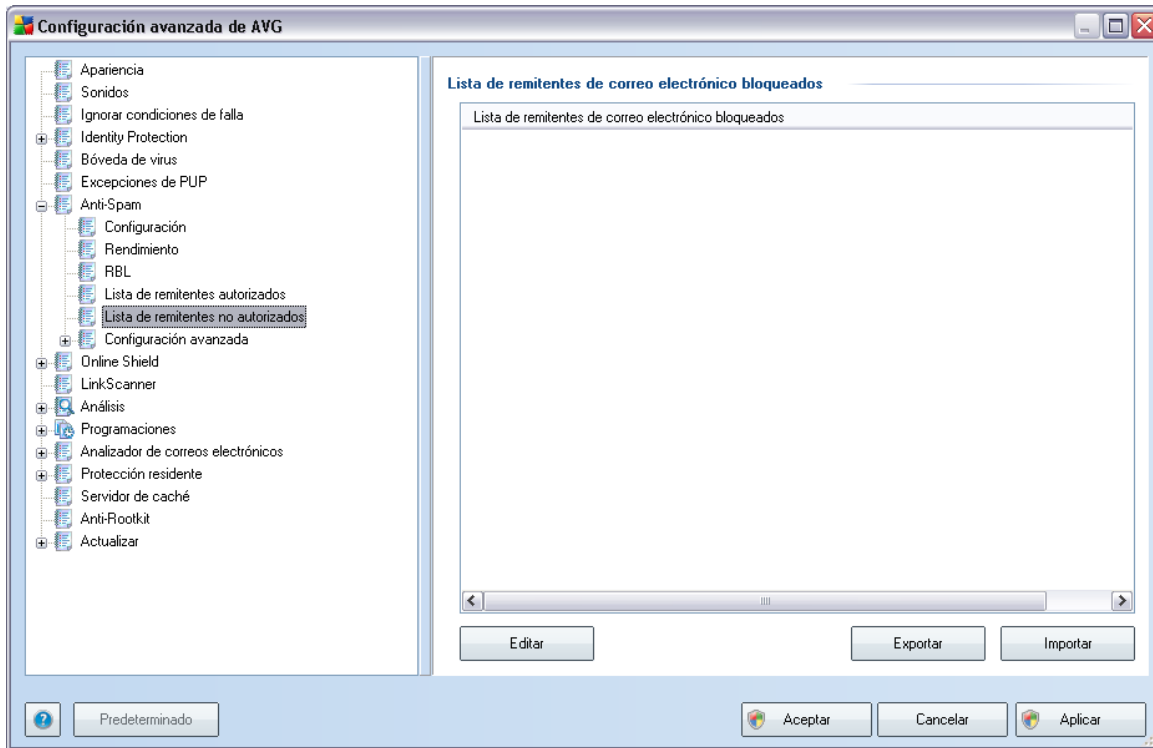 Configuración avanzada de AVG
Apariencia
Sonidos
Ignorar condiciones de falla
Identity Protection
Bóveda de virus
Excepciones de PUP
Anti-Spam
Configuración
Rendimiento
RBL
Lista de remitentes autorizados
Lista de remitentes no autorizados
Configuración avanzada
Online Shield
LinkScanner
Análisis
Programaciones
Analizador de correos electrónicos
Protección residente
Servidor de caché
Anti-Rootkit
Actualizar
Lista de remitentes de correo electrónico bloqueados
Lista de remitentes de correo electrónico bloqueados
Editar
Exportar
Importar
?
Predeterminado
Aceptar
Cancelar
Aplicar